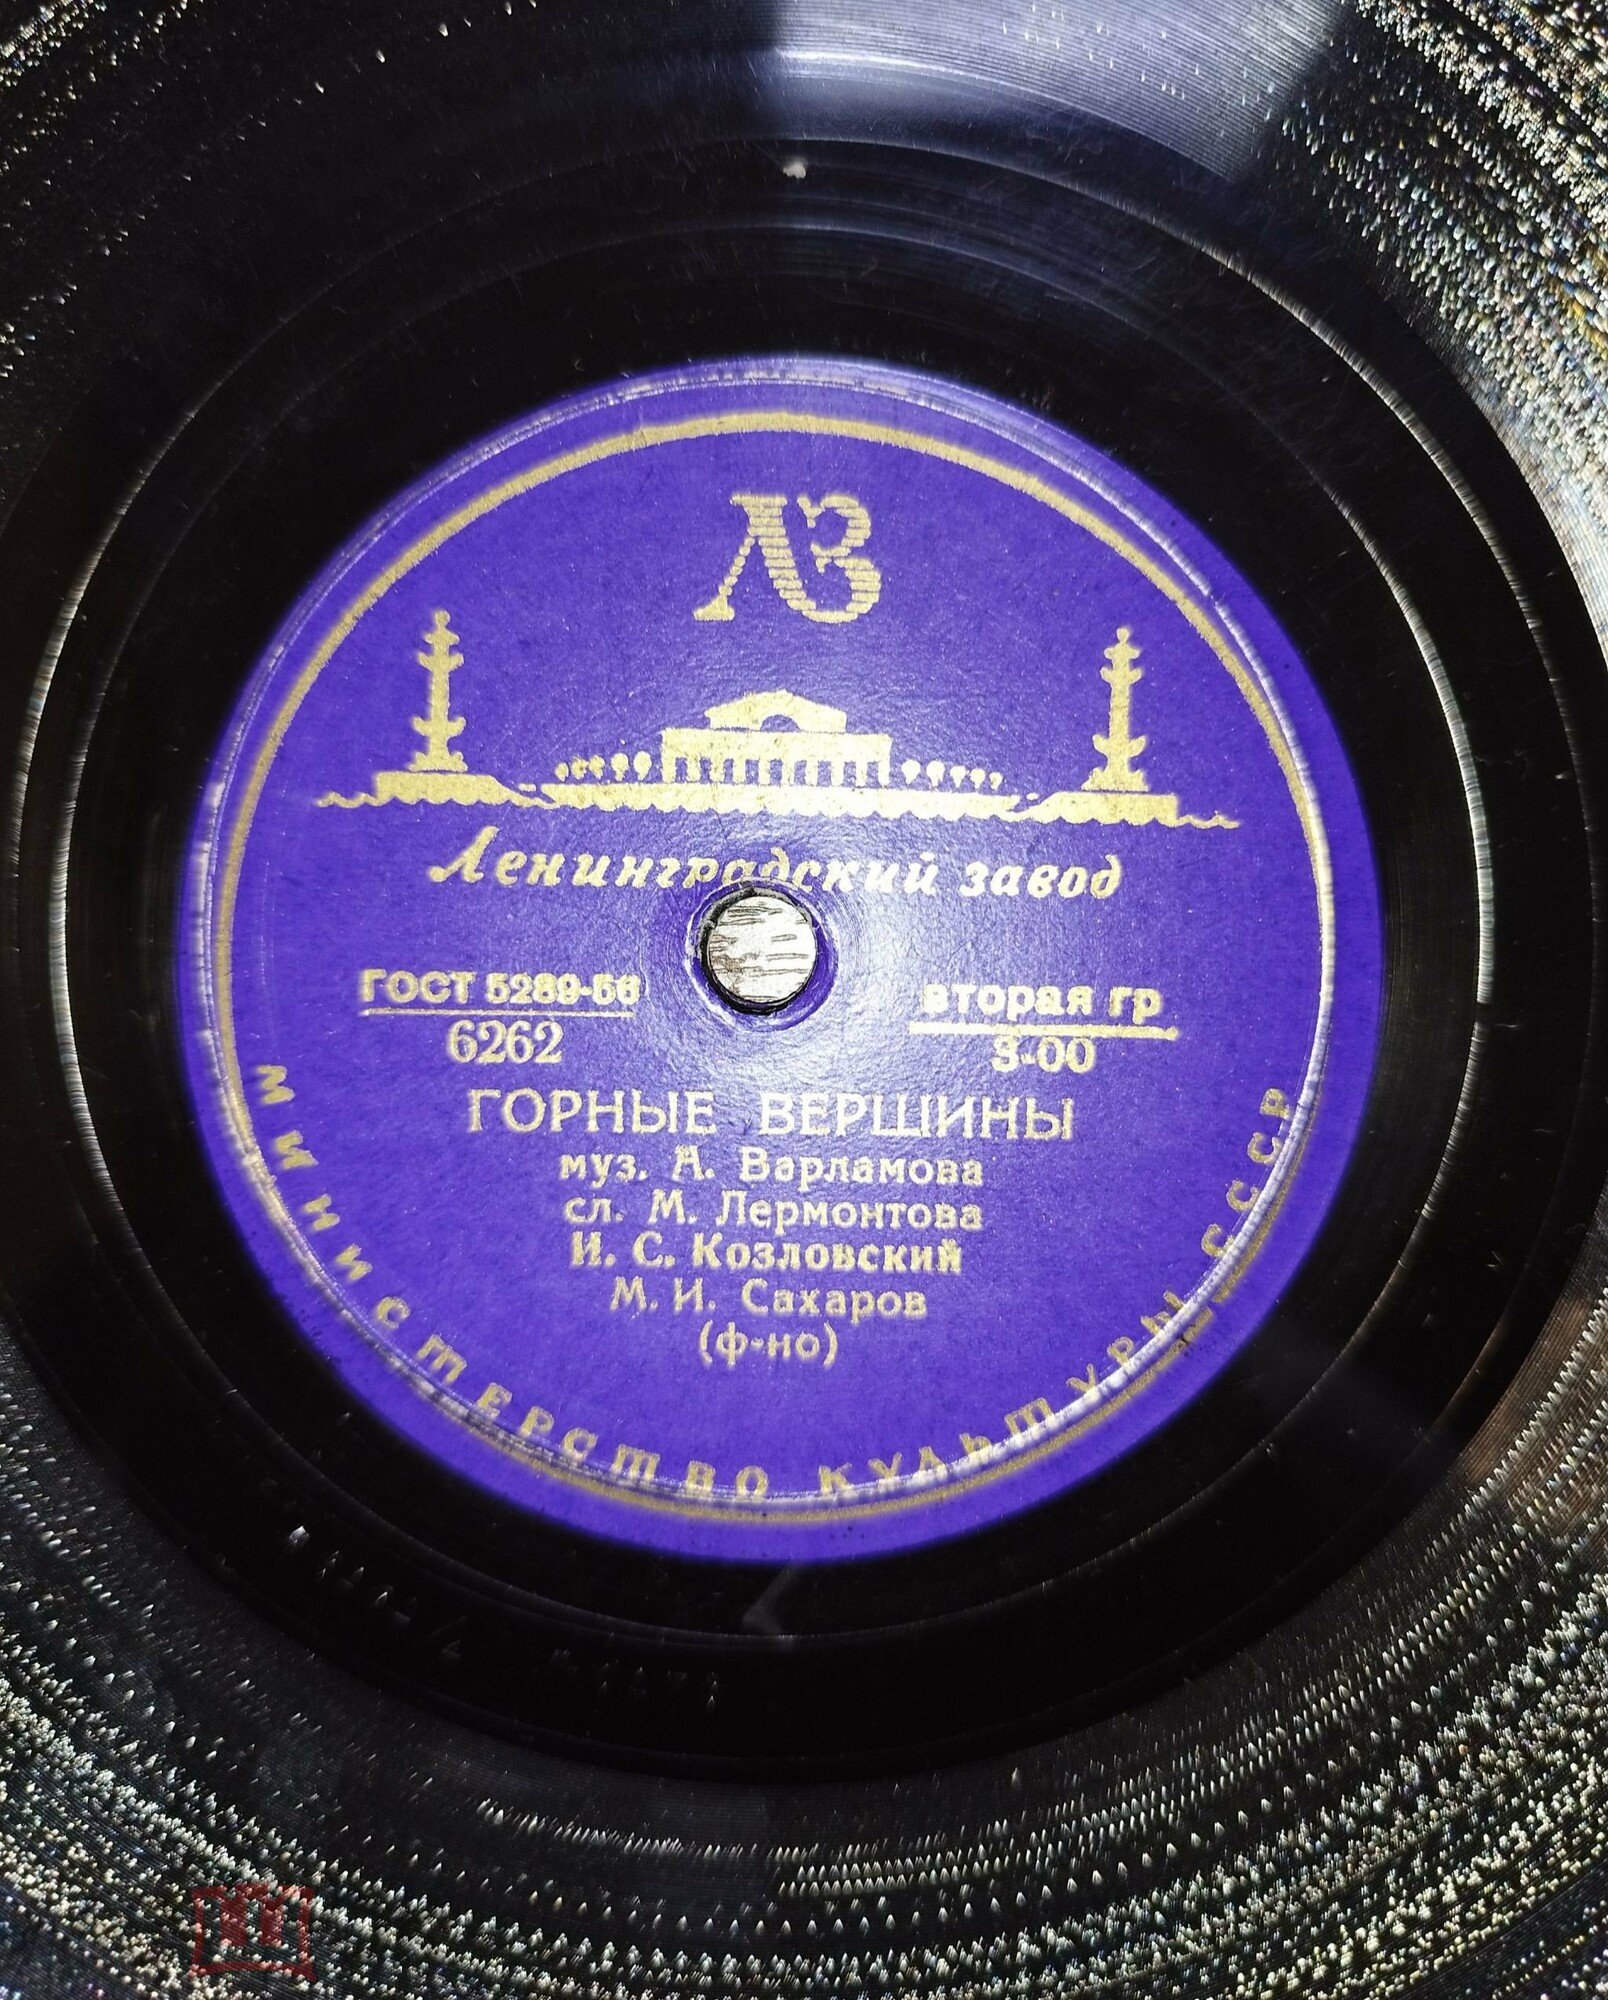 ЛЗ
Ленинградский завод
ГОСТ 5289-56
6262
вторая гр
3-00
ГОРНЫЕ ВЕРШИНЫ
муз. А. Варламова
сл. М. Лермонтова
И. С. Козловский
М. И. Сахаров
(ф-но)
МИНИСТЕРСТВО КУЛЬТУРЫ СССР